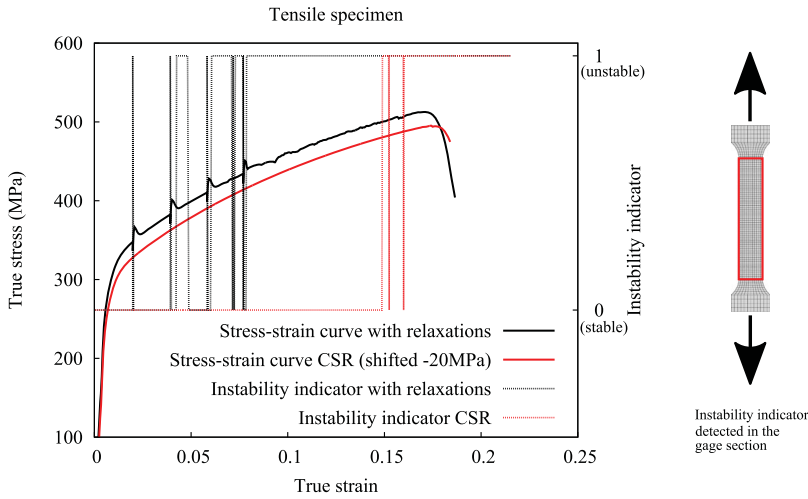 Tensile specimen
600
500
400
300
200
100
True stress (MPa)
0
0.05
0.1
0.15
0.2
0.25
True strain
1
(unstable)
0
(stable)
Instability indicator
Stress-strain curve with relaxations
Stress-strain curve CSR (shifted -20MPa)
Instability indicator with relaxations
Instability indicator CSR
Instability indicator
detected in the
gage section